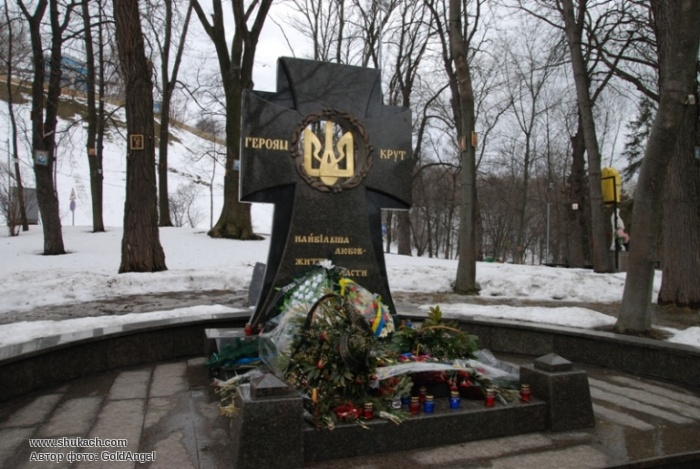 ГЕРОЯМ КРУТ
НАЙБІЛЬША
ЛЮБОВ-
www.shukach.com
Автор фото: GoldAngel